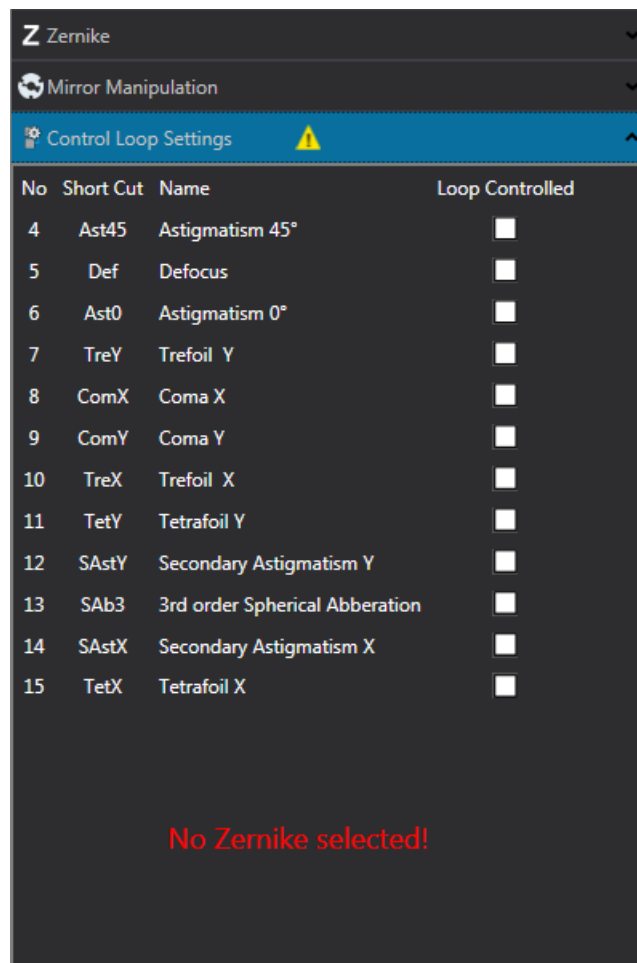 Z Zernike
Mirror Manipulation
Control Loop Settings
No Short Cut Name Loop Controlled
4 Ast45 Astigmatism 45°
5 Def Defocus
6 Ast0 Astigmatism 0°
7 TreY Trefoil Y
8 ComX Coma X
9 ComY Coma Y
10 TreX Trefoil X
11 TetY Tetrafoil Y
12 SAstY Secondary Astigmatism Y
13 SAb3 3rd order Spherical Abberation
14 SAstX Secondary Astigmatism X
15 TetX Tetrafoil X
No Zernike selected!